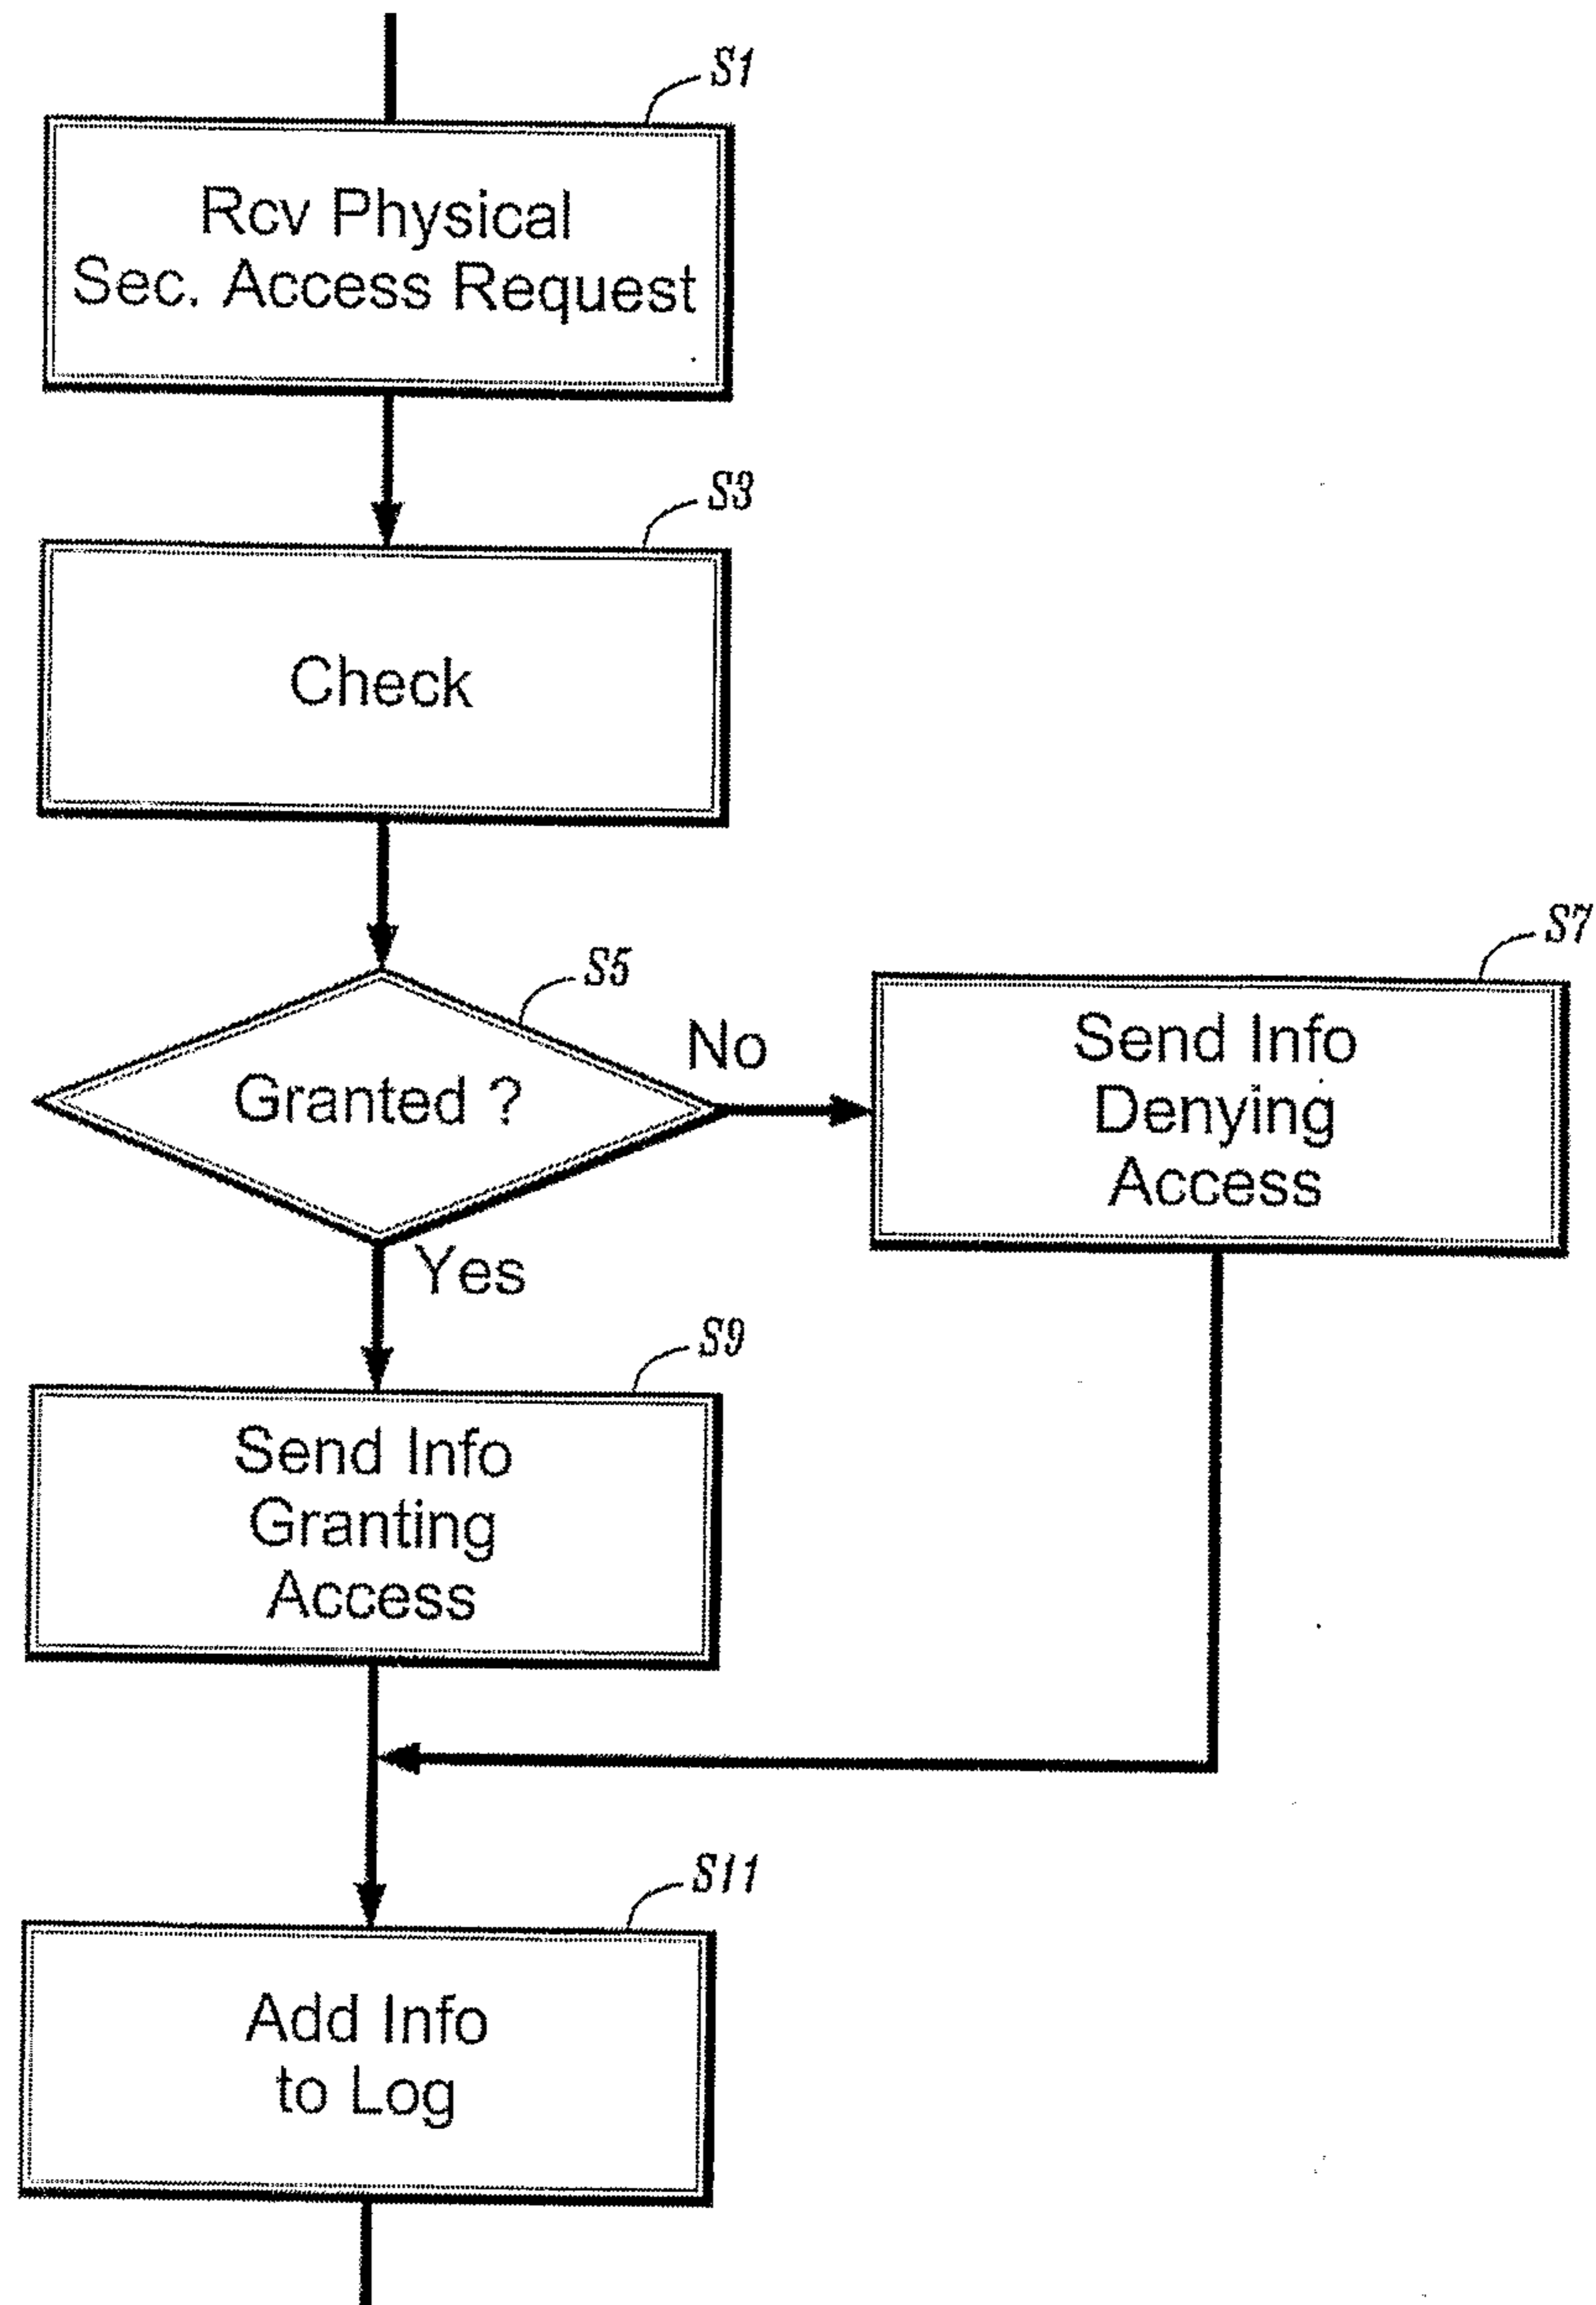 S1
Rcv Physical
Sec. Access Request
S3
Check
S5
Granted ?
No
S7
Send Info
Denying
Access
Yes
S9
Send Info
Granting
Access
S11
Add Info
to Log